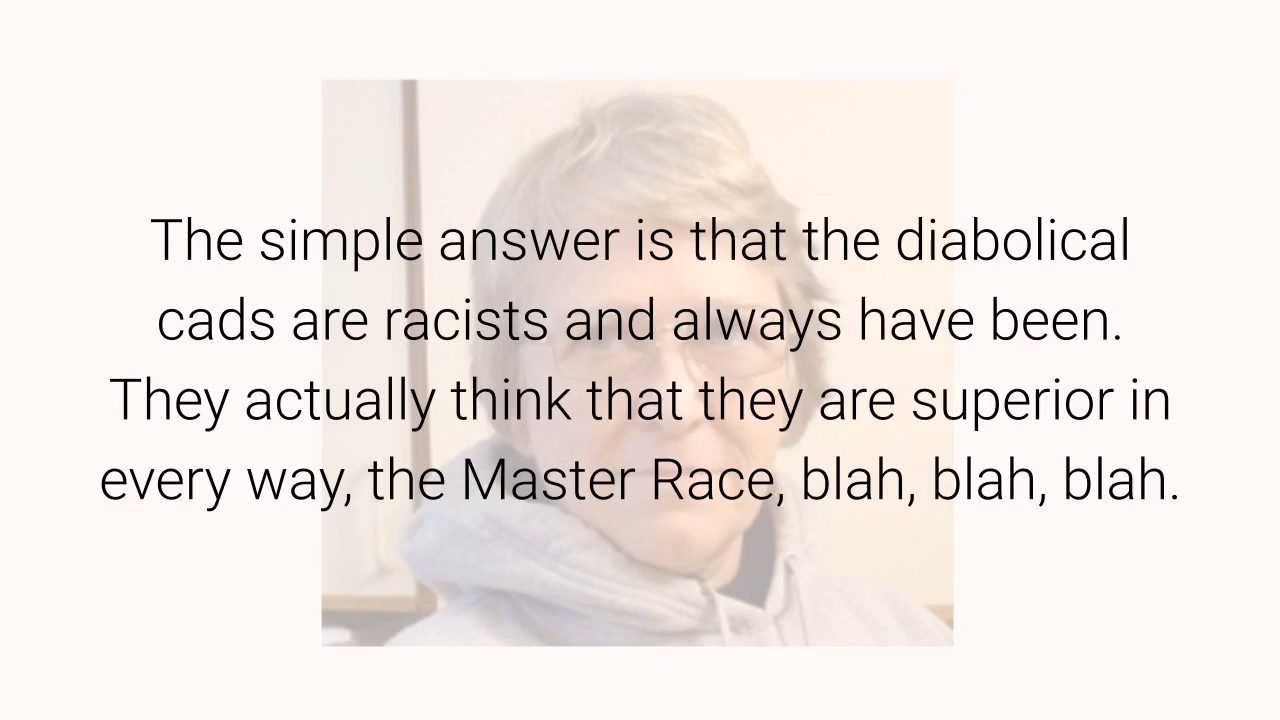 The simple answer is that the diabolical
cads are racists and always have been.
They actually think that they are superior in
every way, the Master Race, blah, blah, blah.